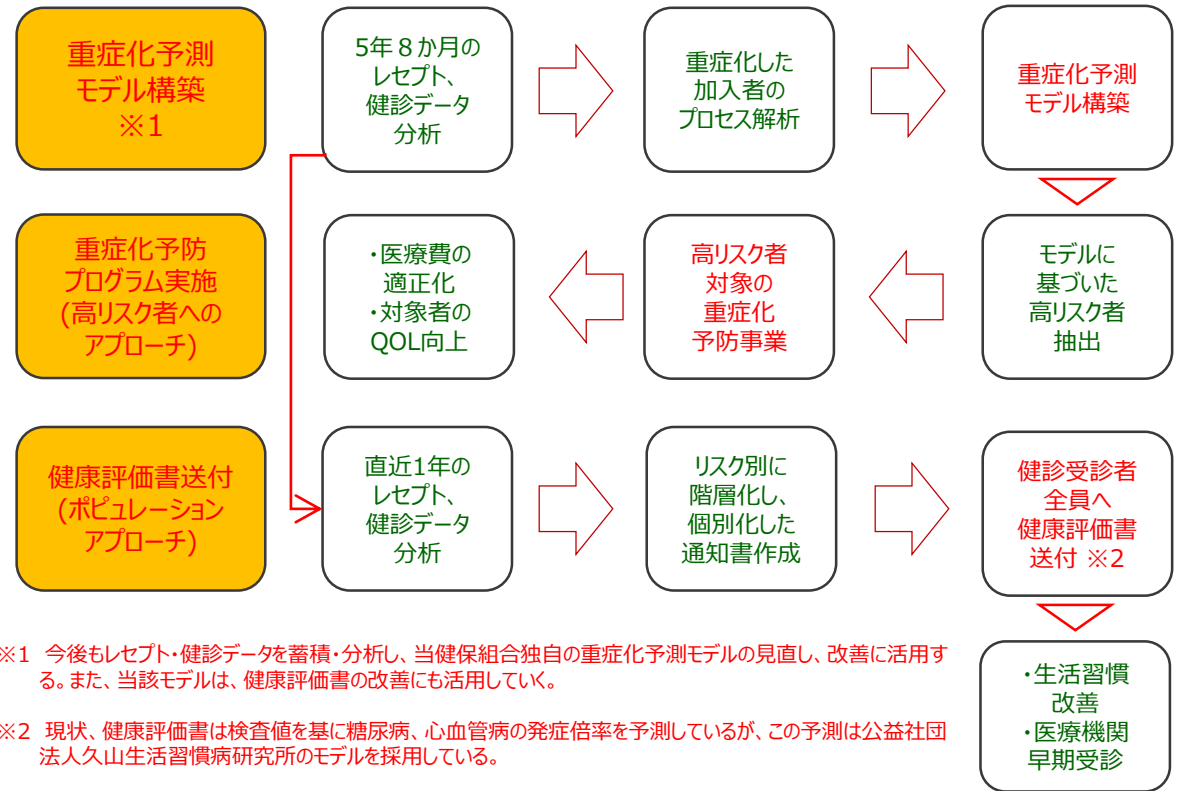 重症化予測
モデル構築
※1
5年８か月の
レセプト、
健診データ
分析
重症化した
加入者の
プロセス解析
重症化予測
モデル構築
重症化予防
プログラム実施
(高リスク者への
アプローチ)
・医療費の
適正化
・対象者の
QOL向上
高リスク者
対象の
重症化
予防事業
モデルに
基づいた
高リスク者
抽出
健康評価書送付
(ポピュレーション
アプローチ)
直近1年の
レセプト、
健診データ
分析
リスク別に
階層化し、
個別化した
通知書作成
健診受診者
全員へ
健康評価書
送付 ※2
※1 今後もレセプト・健診データを蓄積・分析し、当健保組合独自の重症化予測モデルの見直し、改善に活用す
る。また、当該モデルは、健康評価書の改善にも活用していく。
※2 現状、健康評価書は検査値を基に糖尿病、心血管病の発症倍率を予測しているが、この予測は公益社団
法人久山生活習慣病研究所のモデルを採用している。
・生活習慣
改善
・医療機関
早期受診